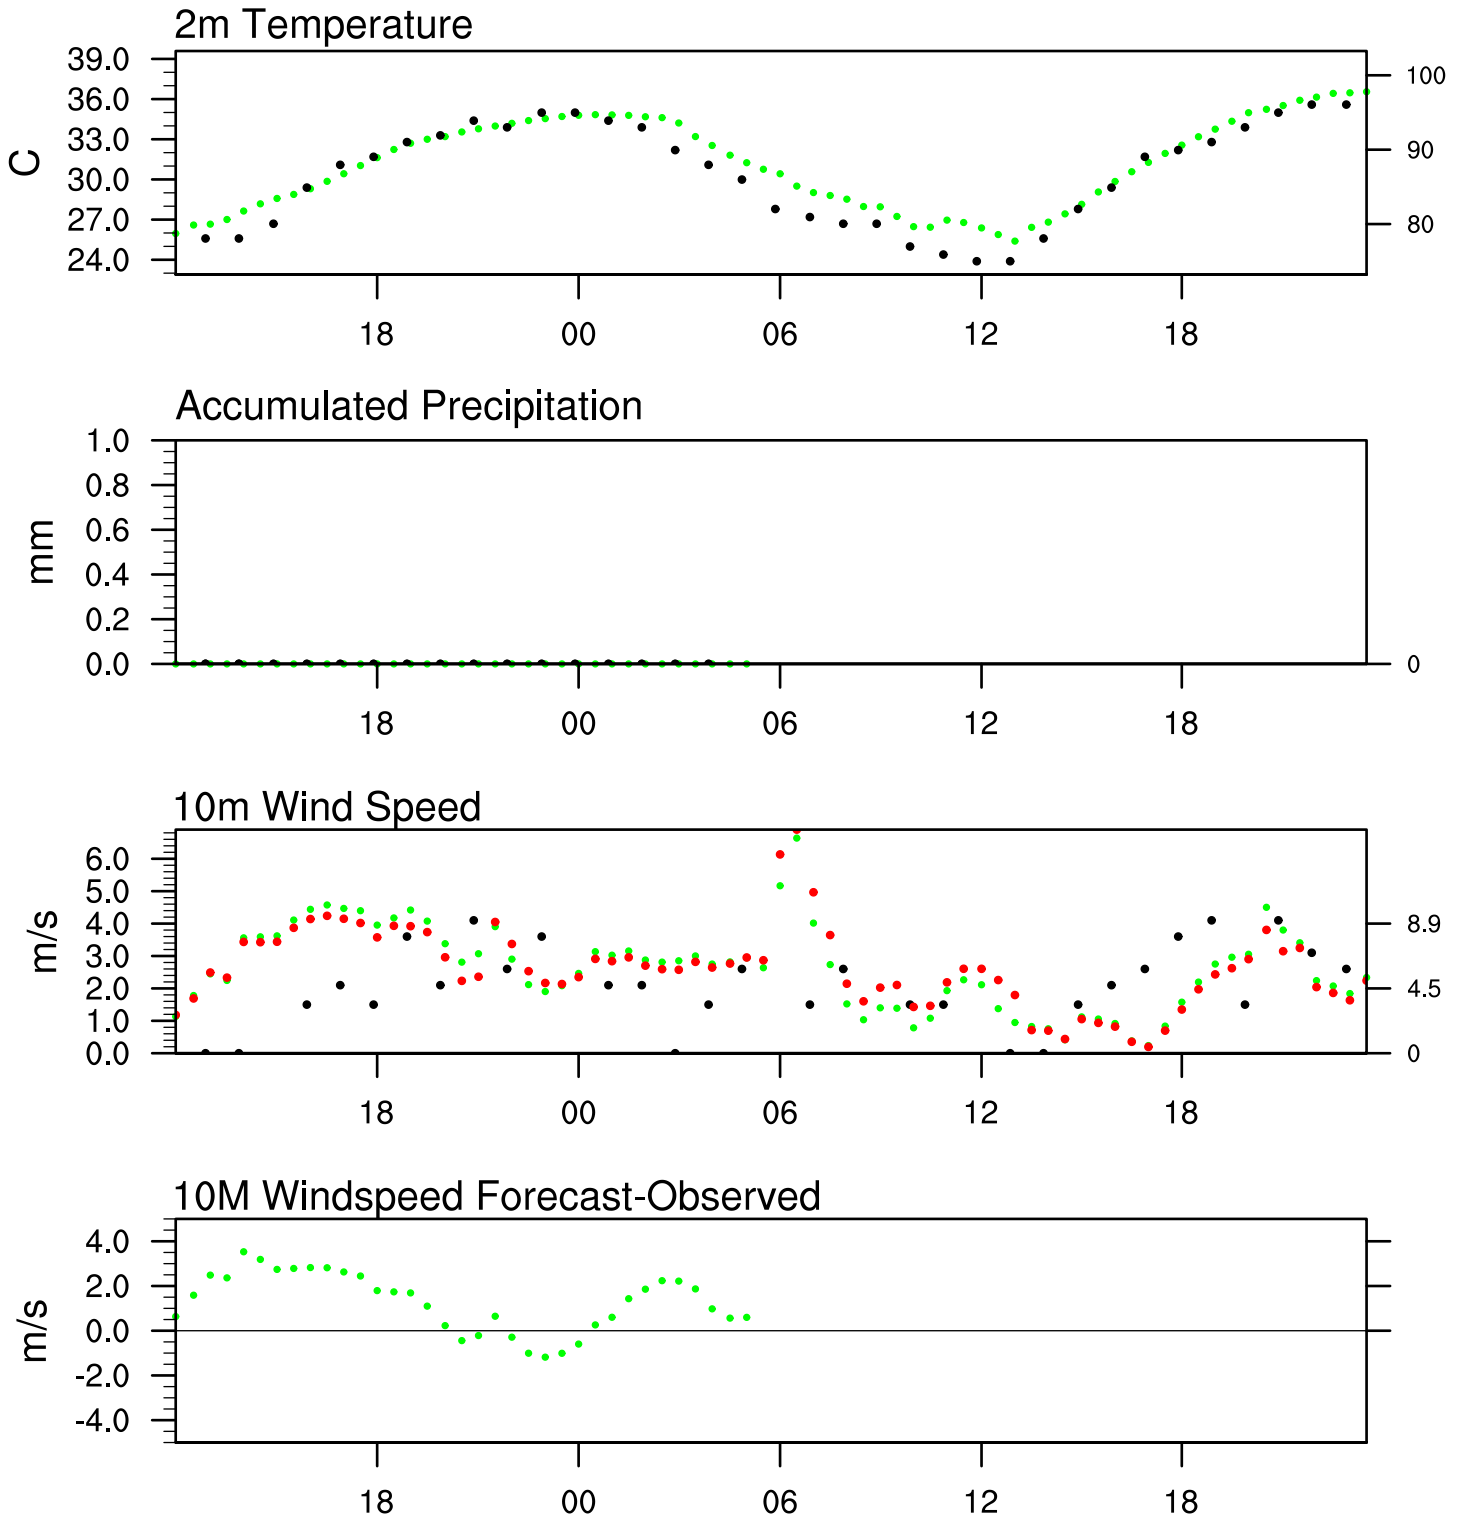 2m Temperature
39.0
36.0
33.0
30.0
27.0
24.0
C
100
90
80
18 00 06 12 18
Accumulated Precipitation
1.0
0.8
0.6
0.4
0.2
0.0
mm
0
18 00 06 12 18
10m Wind Speed
6.0
5.0
4.0
3.0
2.0
1.0
0.0
m/s
8.9
4.5
0
18 00 06 12 18
10M Windspeed Forecast-Observed
4.0
2.0
0.0
-2.0
-4.0
m/s
18 00 06 12 18